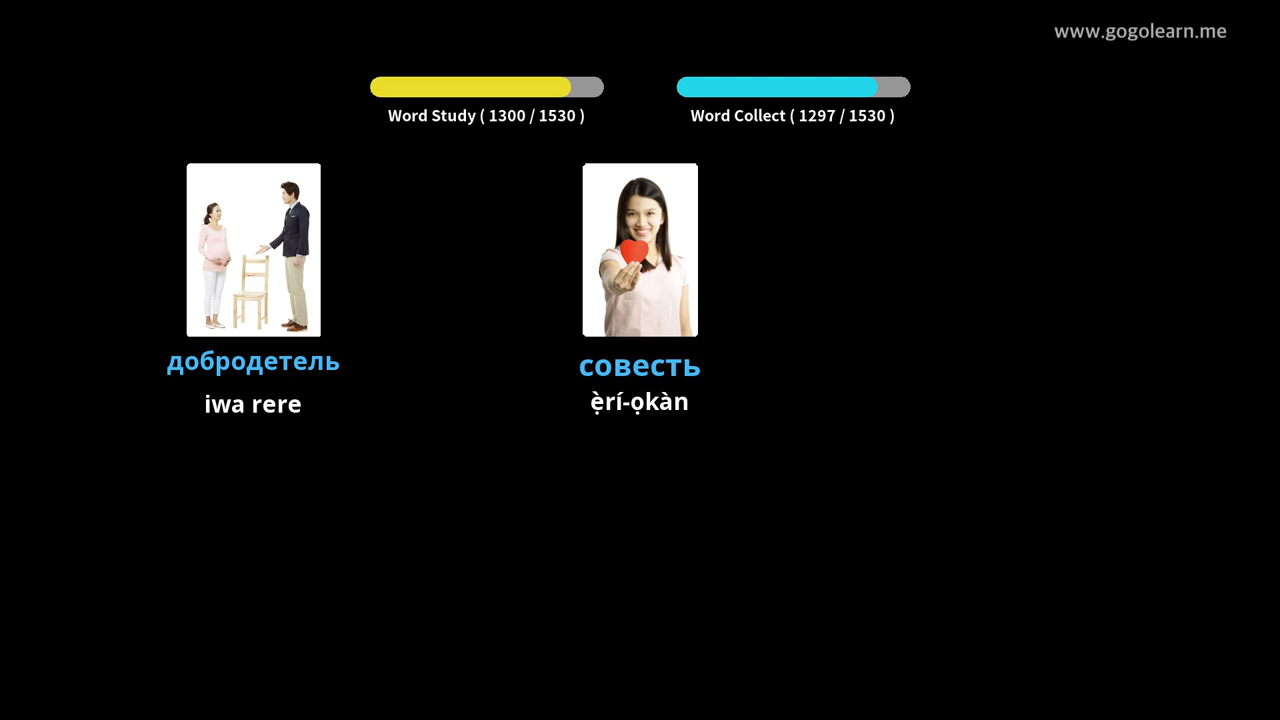 www.gogolearn.me
Word Study ( 1300 / 1530 )
Word Collect ( 1297 / 1530 )
добродетель
iwa rere
совесть
ẹ̀rí-ọkàn